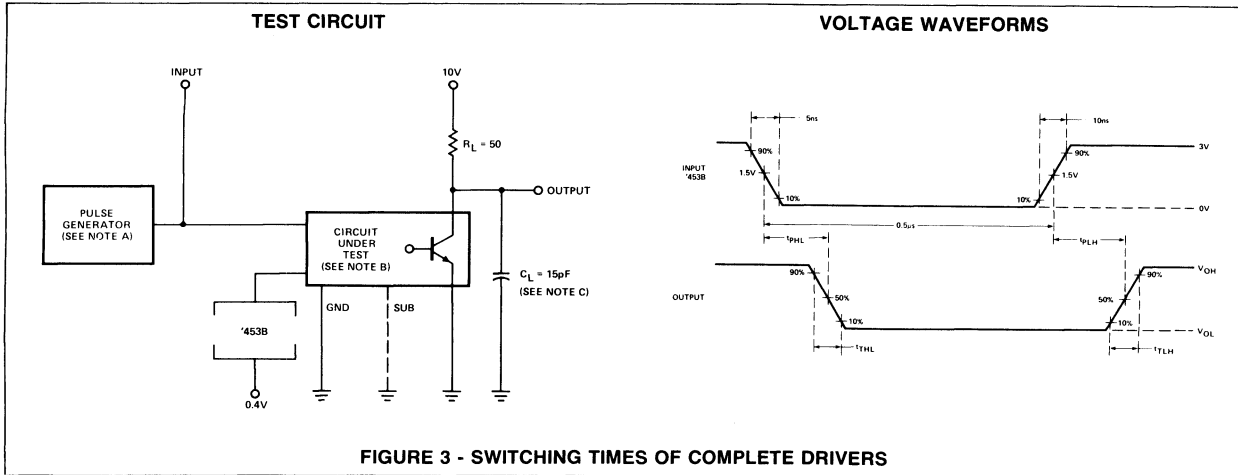 TEST CIRCUIT
VOLTAGE WAVEFORMS
INPUT
10V
R_L = 50
OUTPUT
PULSE
GENERATOR
(SEE NOTE A)
CIRCUIT
UNDER
TEST
(SEE NOTE B)
C_L = 15pF
(SEE NOTE C)
GND
SUB
'453B
0.4V
5ns
10ns
90%
90%
3V
INPUT
'453B
1.5V
1.5V
10%
10%
0V
0.5μs
t_PHL
t_PLH
90%
90%
V_OH
OUTPUT
50%
50%
10%
10%
V_OL
t_THL
t_TLH
FIGURE 3 - SWITCHING TIMES OF COMPLETE DRIVERS